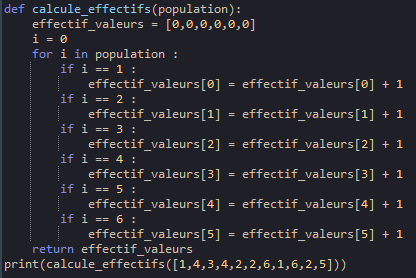 def calcule_effectifs(population):
    effectif_valeurs = [0,0,0,0,0,0]
    i = 0
    for i in population :
        if i == 1 :
            effectif_valeurs[0] = effectif_valeurs[0] + 1
        if i == 2 :
            effectif_valeurs[1] = effectif_valeurs[1] + 1
        if i == 3 :
            effectif_valeurs[2] = effectif_valeurs[2] + 1
        if i == 4 :
            effectif_valeurs[3] = effectif_valeurs[3] + 1
        if i == 5 :
            effectif_valeurs[4] = effectif_valeurs[4] + 1
        if i == 6 :
            effectif_valeurs[5] = effectif_valeurs[5] + 1
    return effectif_valeurs
print(calcule_effectifs([1,4,3,4,2,2,6,1,6,2,5]))